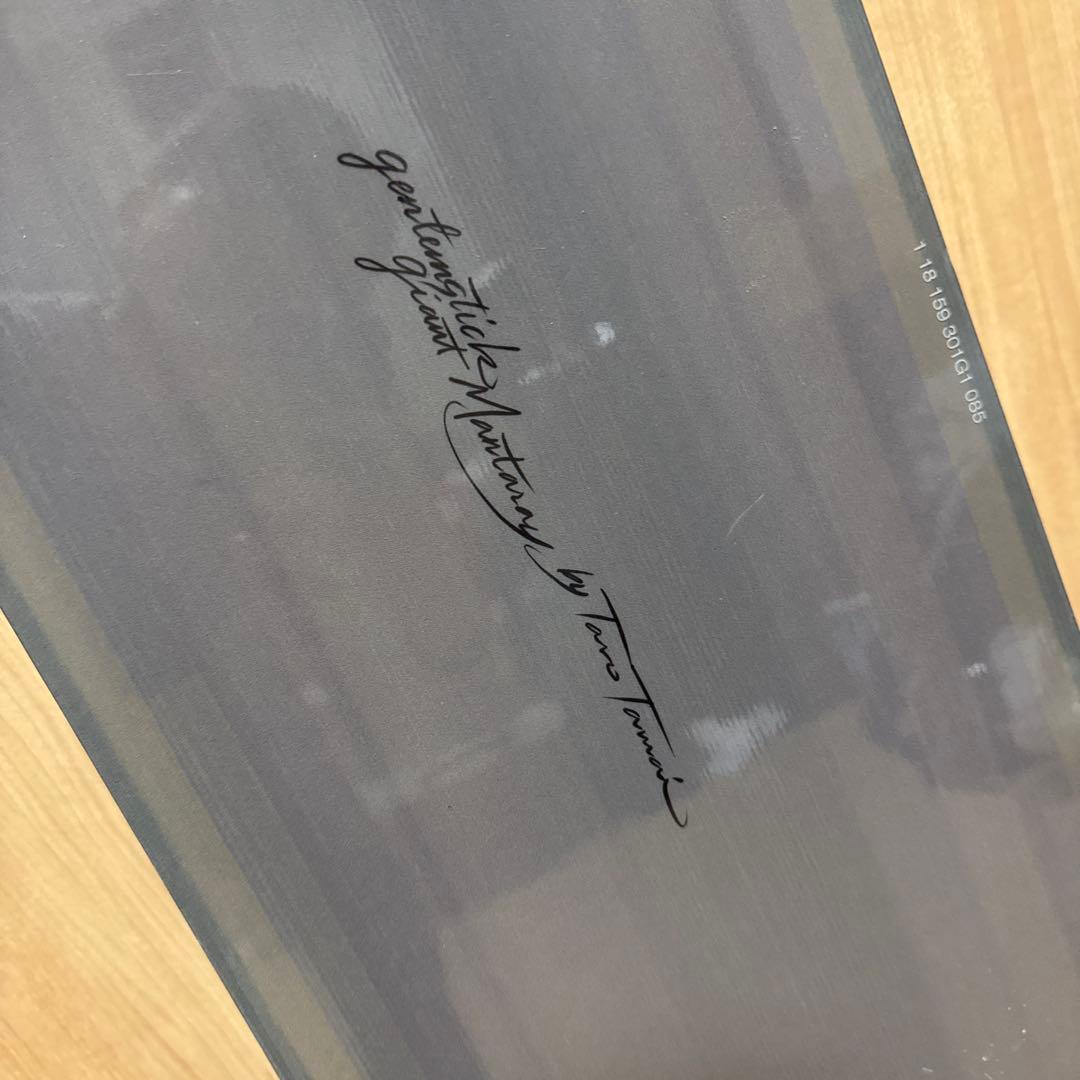 gentemstick
giant Mantaray by Taro Tamai
1 18 159 301G1 085